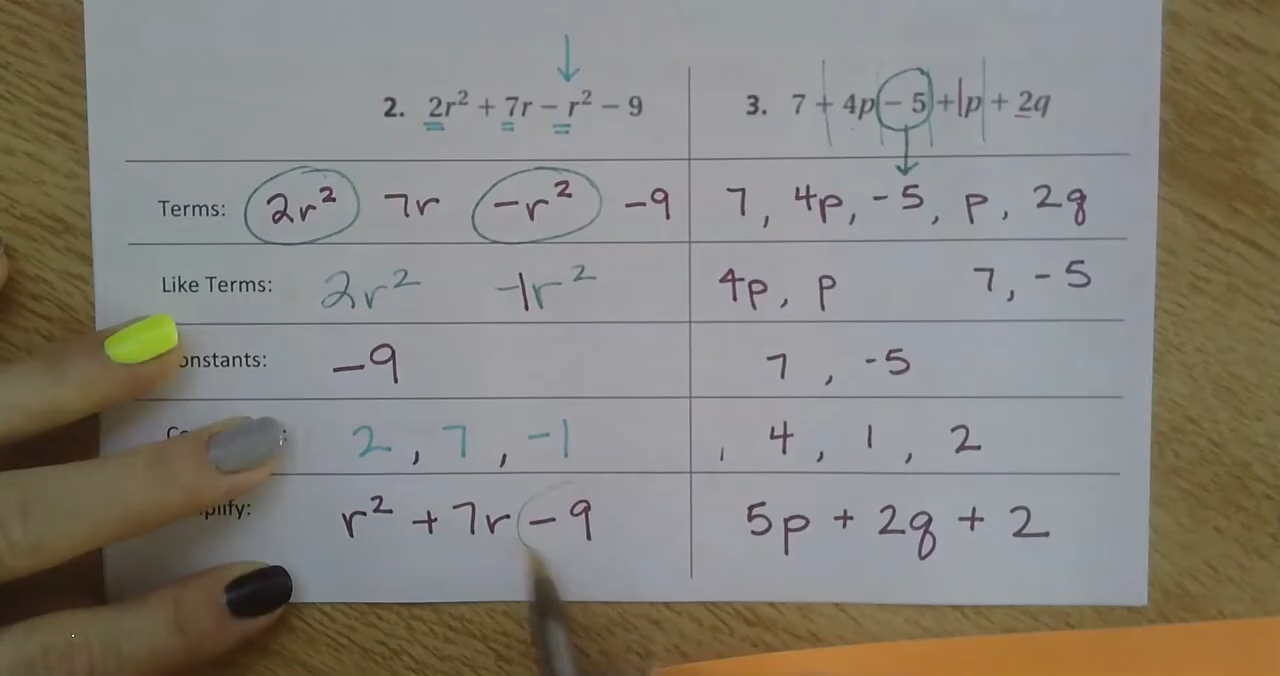 2. 2r² + 7r − r² − 9 3. 7 + 4p − 5 + 1p + 2q
Terms: 2r² 7r −r² −9 7, 4p, −5, p, 2q
Like Terms: 2r² −1r² 4p, p 7, −5
onstants: −9 7, −5
2, 7, −1 , 4, 1, 2
plify: r² + 7r − 9 5p + 2q + 2